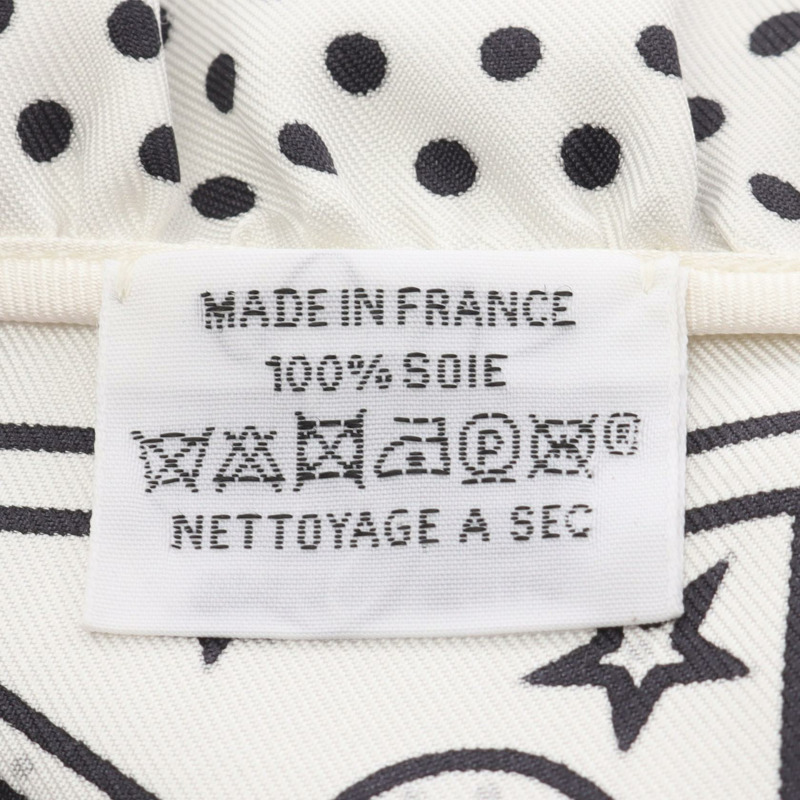 MADE IN FRANCE
100% SOIE
P ®
NETTOYAGE A SEC